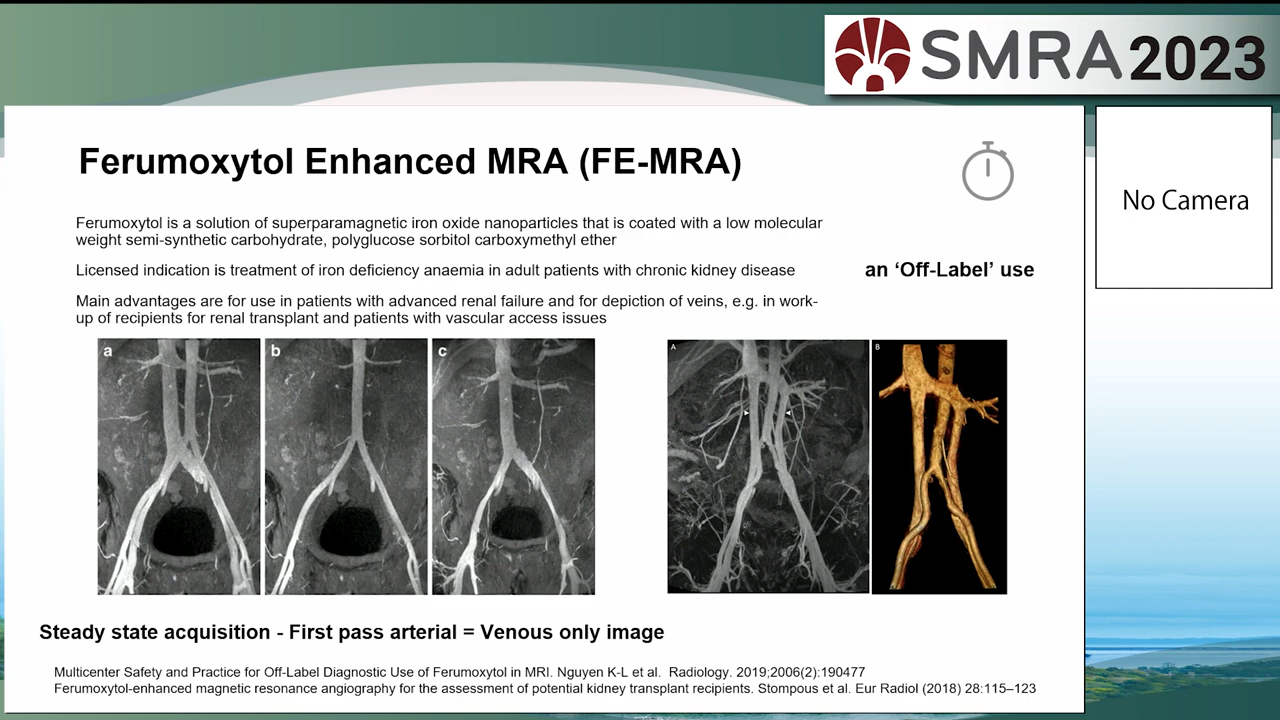 SMRA 2023
Ferumoxytol Enhanced MRA (FE-MRA)
No Camera
Ferumoxytol is a solution of superparamagnetic iron oxide nanoparticles that is coated with a low molecular
weight semi-synthetic carbohydrate, polyglucose sorbitol carboxymethyl ether
Licensed indication is treatment of iron deficiency anaemia in adult patients with chronic kidney disease
an ‘Off-Label’ use
Main advantages are for use in patients with advanced renal failure and for depiction of veins, e.g. in work-
up of recipients for renal transplant and patients with vascular access issues
a
b
c
A
B
Steady state acquisition - First pass arterial = Venous only image
Multicenter Safety and Practice for Off-Label Diagnostic Use of Ferumoxytol in MRI. Nguyen K-L et al. Radiology. 2019;2006(2):190477
Ferumoxytol-enhanced magnetic resonance angiography for the assessment of potential kidney transplant recipients. Stompous et al. Eur Radiol (2018) 28:115–123